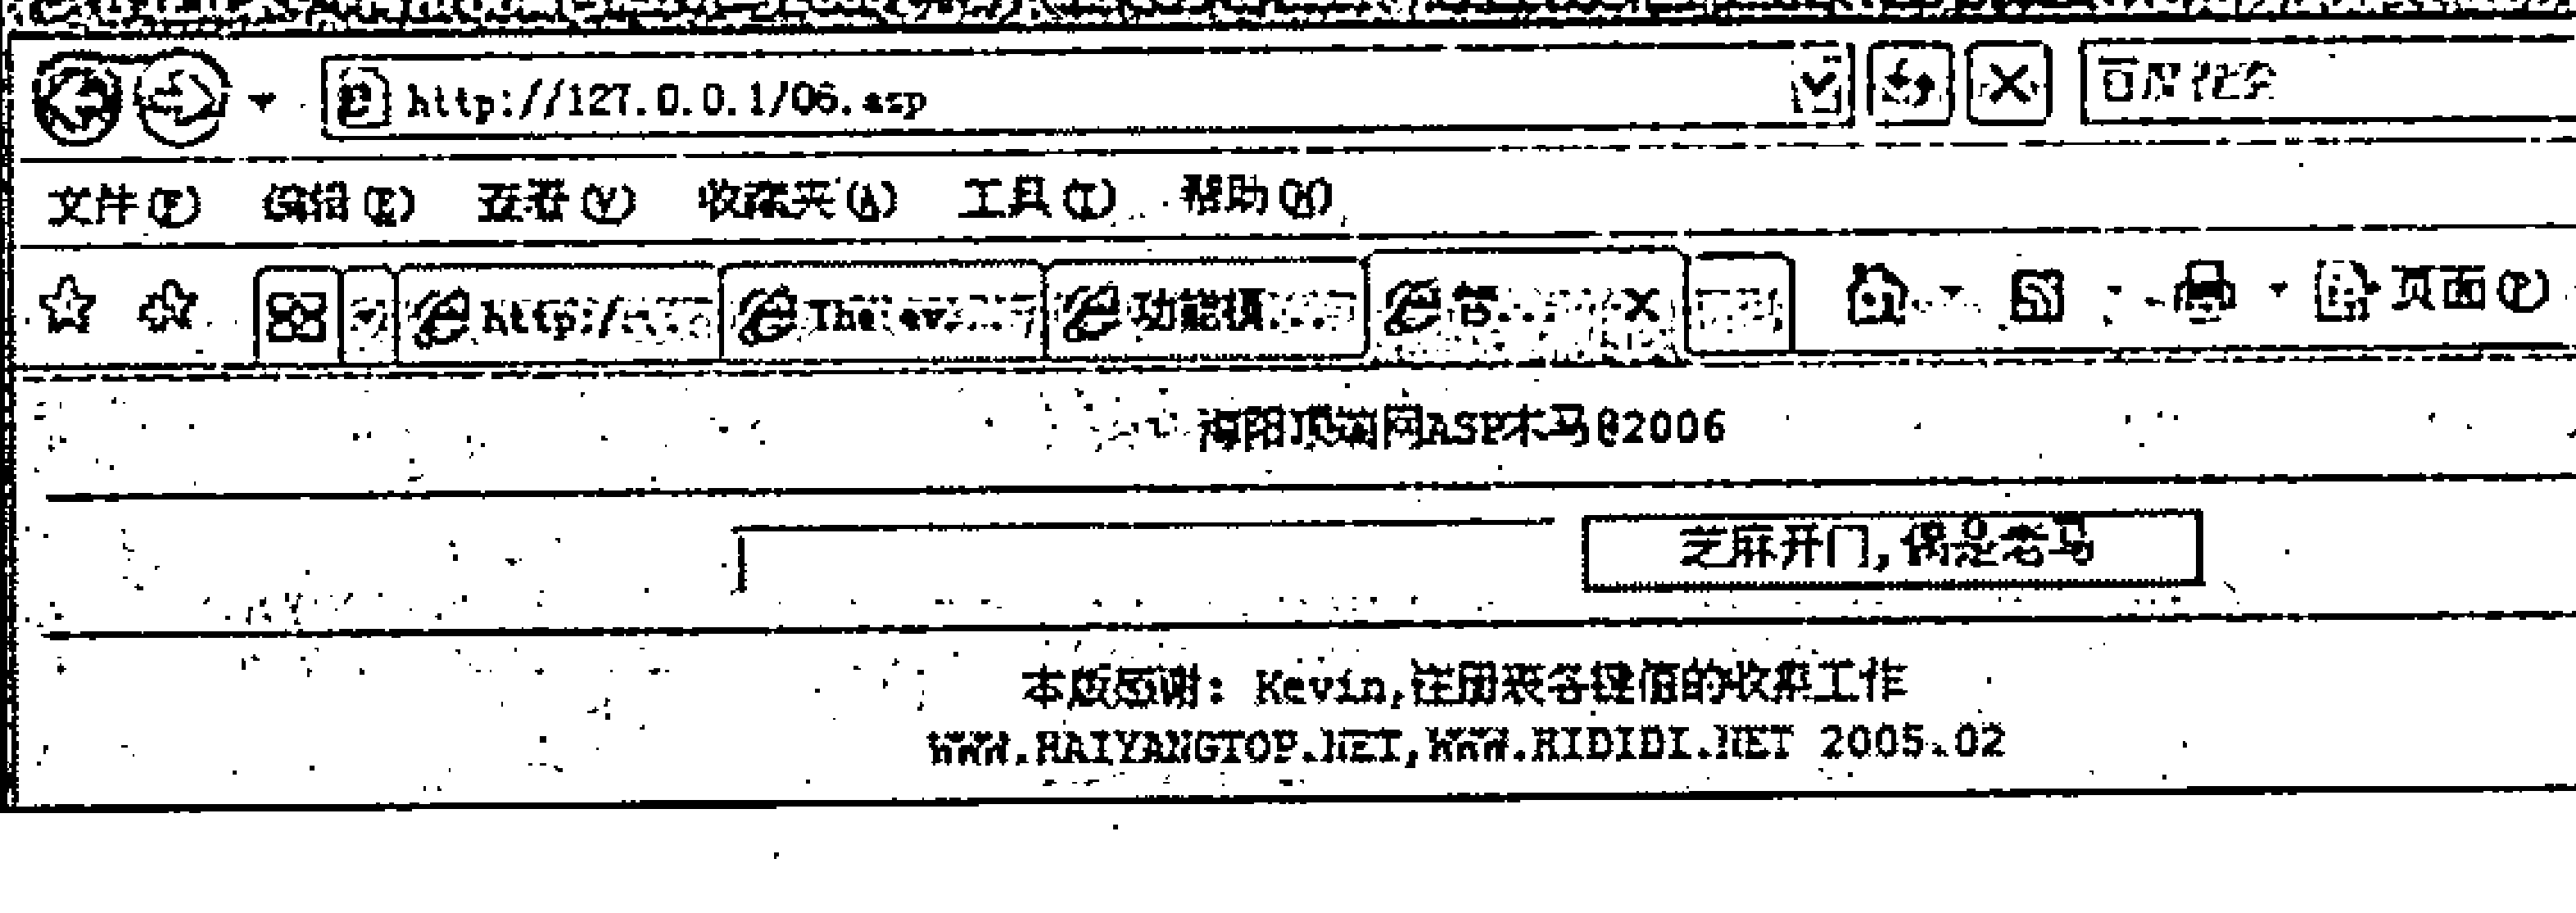 http://127.0.0.1/06.asp
文件(F) 编辑(E) 查看(V) 收藏夹(A) 工具(T) 帮助(H)
http:/ 页面(P)
海阳顶端网ASP木马@2006
芝麻开门,俺是老马
本版感谢: Kevin,注册表各键值的收集工作
WWW.HAIYANGTOP.NET,WWW.HIDIDI.NET 2005.02